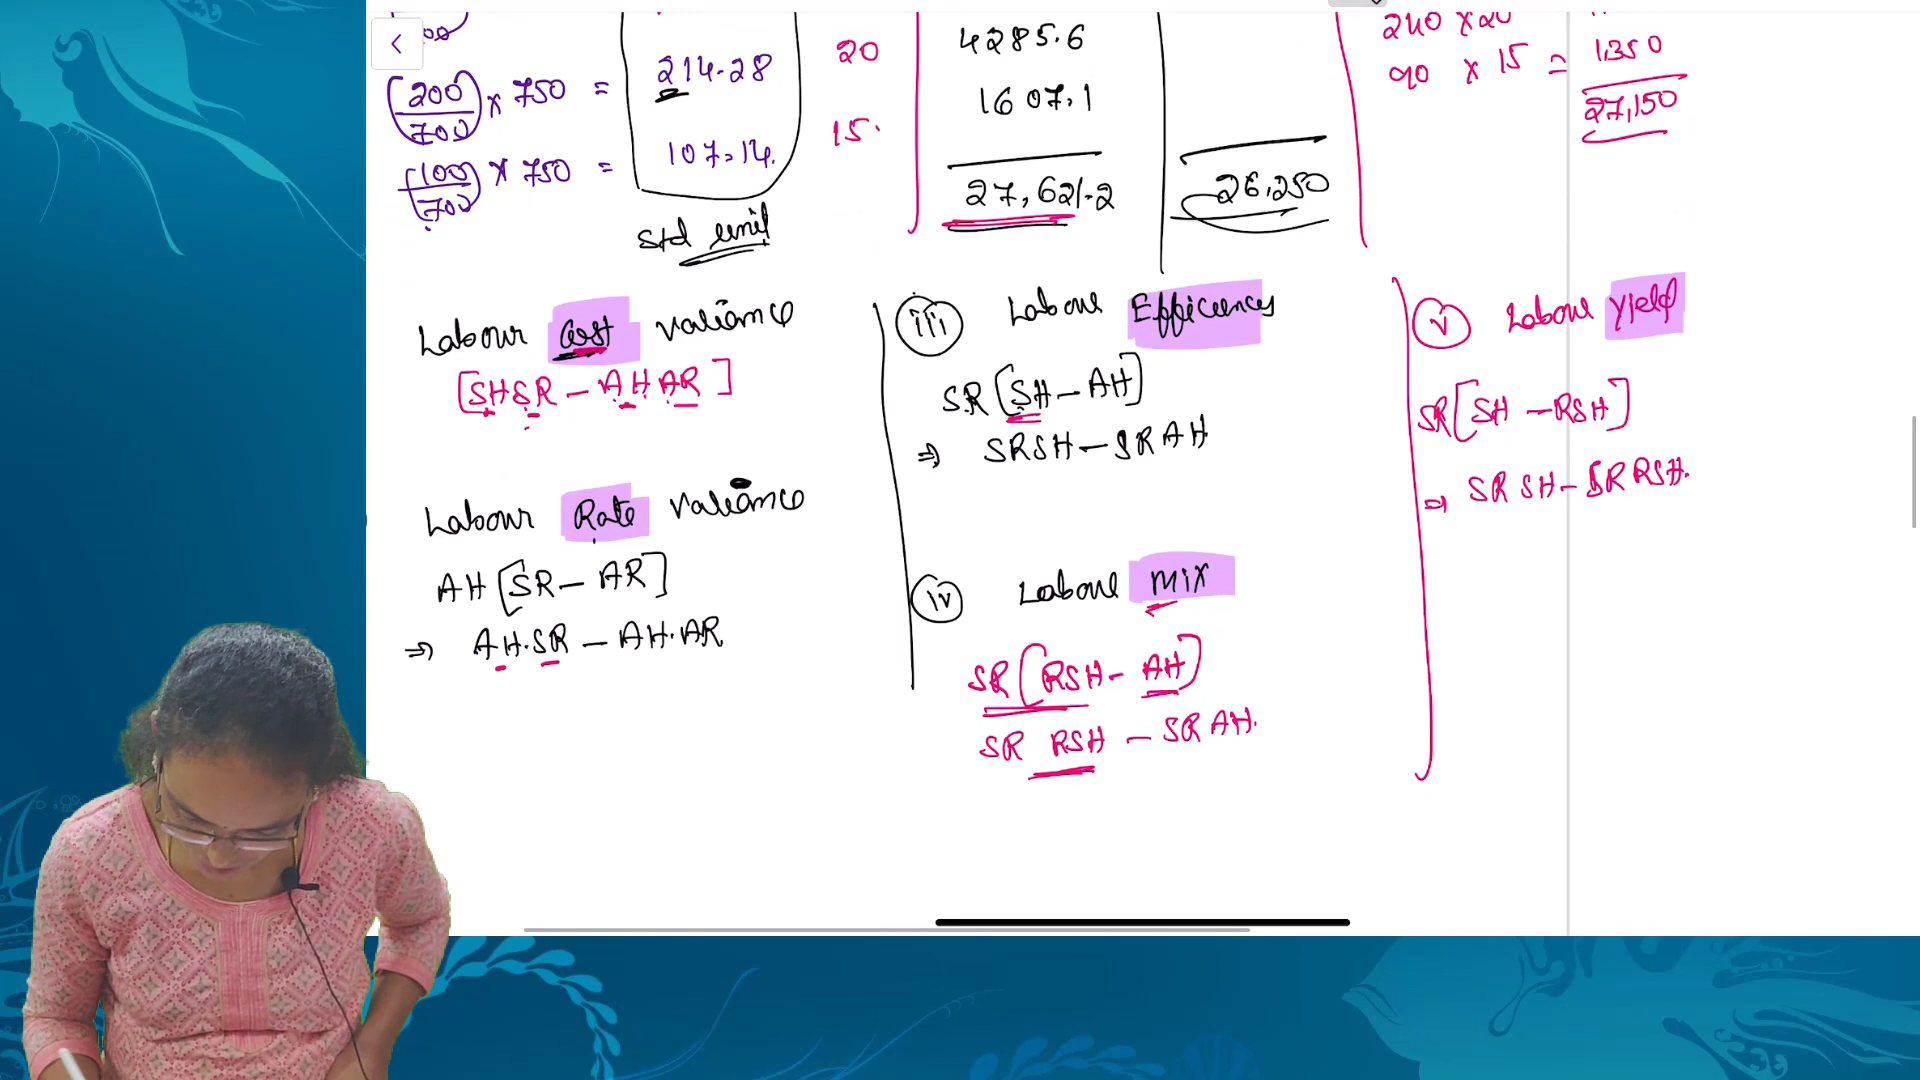 (200/700) × 750 = 214.28
(100/700) × 750 = 107.14.
Std unit
20
15.
4285.6
1607.1
27,621.2
26,250
240 × 20
90 × 15 = 1350
27,150
Labour Cost variance
[SHSR - AHAR]
Labour Rate variance
AH[SR - AR]
⇒ AH.SR - AH.AR
iii Labour Efficiency
SR[SH - AH]
⇒ SRSH - SRAH
iv Labour mix
SR[RSH - AH]
SR RSH - SR AH.
v Labour Yield
SR[SH - RSH]
⇒ SR SH - SR RSH.